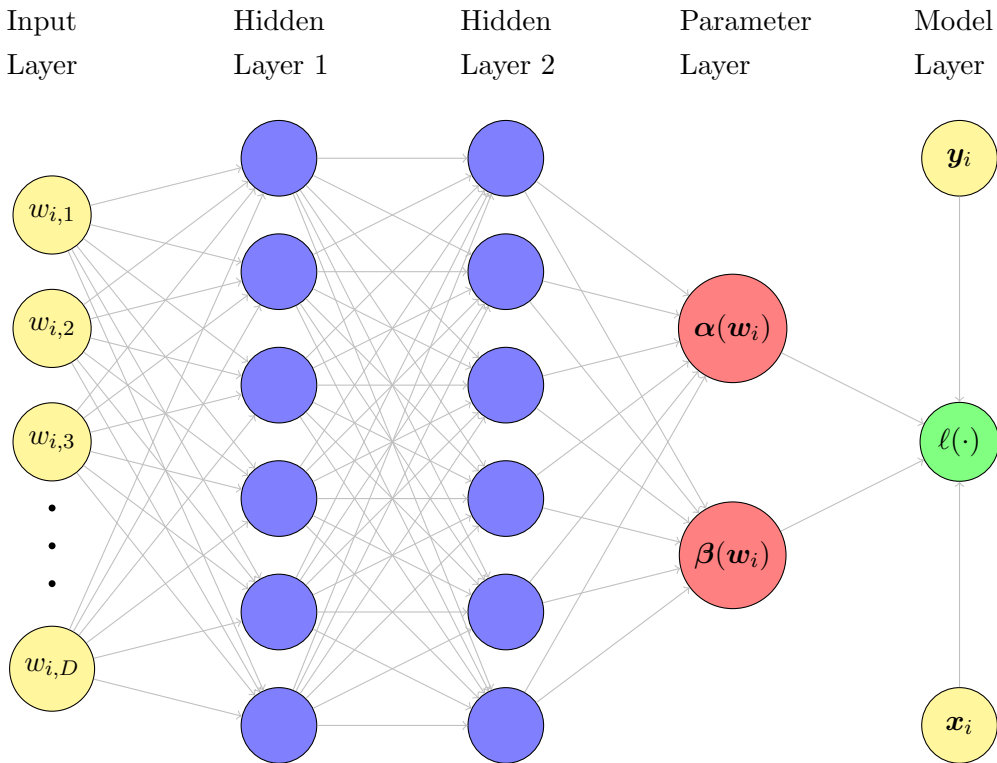 Input Layer
Hidden Layer 1
Hidden Layer 2
Parameter Layer
Model Layer
w_{i,1}
w_{i,2}
w_{i,3}
w_{i,D}
α(w_i)
β(w_i)
y_i
ℓ(·)
x_i